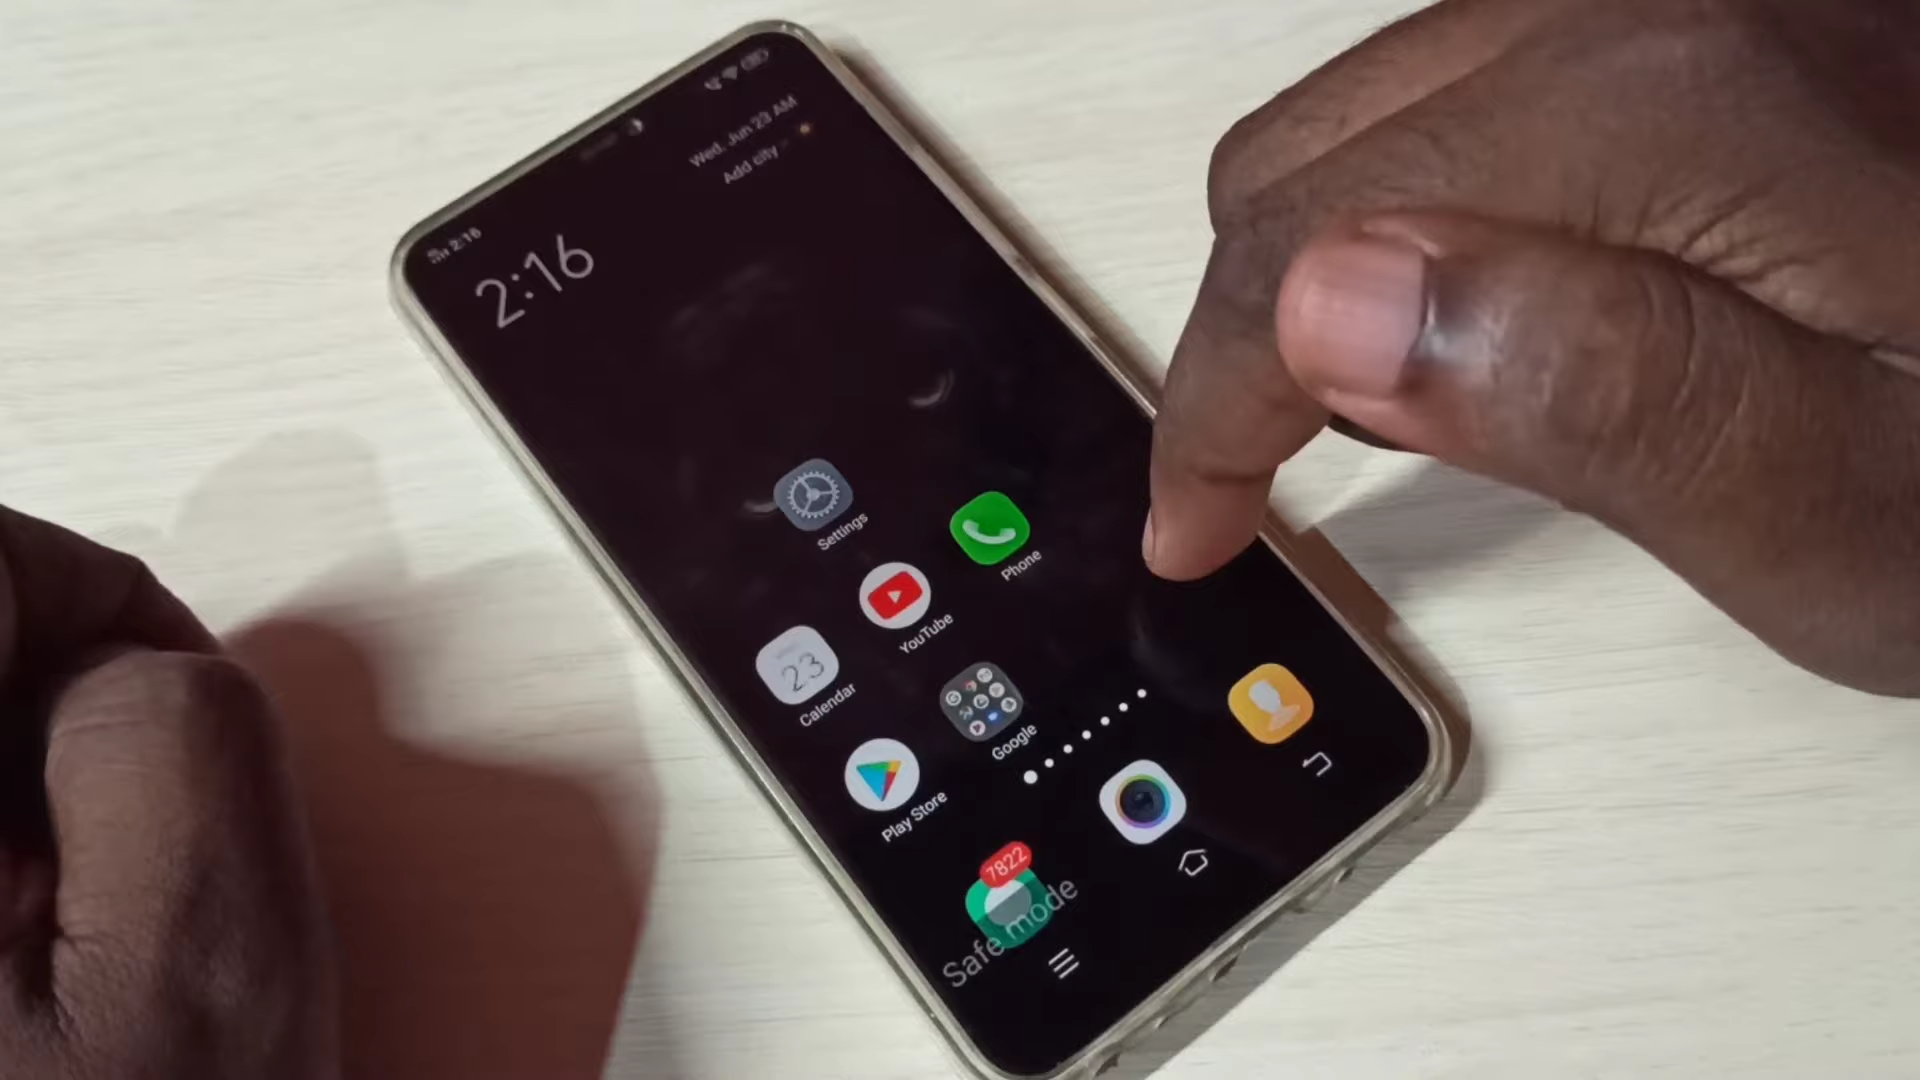 2:16
Wed, Jun 23 AM
Add city
2:16
Settings
Phone
YouTube
23
Calendar
Google
Play Store
7822
Safe mode